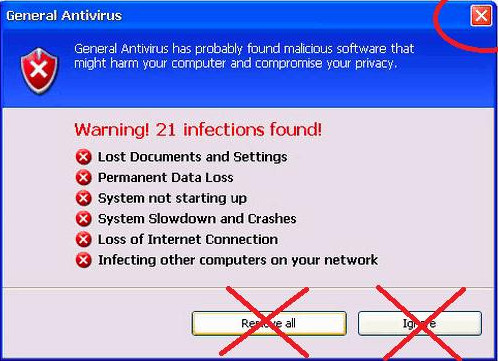 General Antivirus
General Antivirus has probably found malicious software that
might harm your computer and compromise your privacy.
Warning! 21 infections found!
Lost Documents and Settings
Permanent Data Loss
System not starting up
System Slowdown and Crashes
Loss of Internet Connection
Infecting other computers on your network
Remove all
Ignore